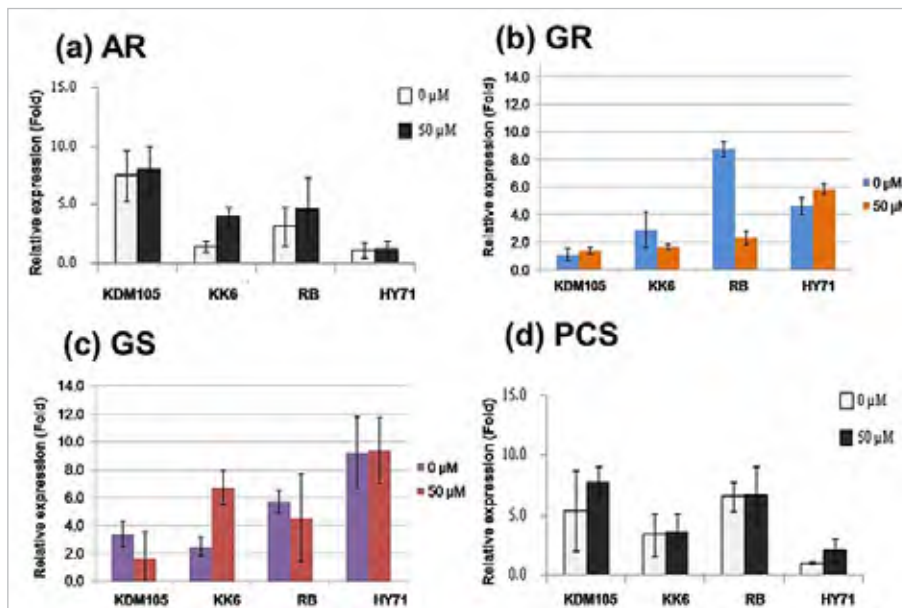 (a) AR
Relative expression (Fold)
15.0
10.0
5.0
0.0
0 µM
50 µM
KDM105 KK6 RB HY71
(b) GR
Relative expression (Fold)
14.0
12.0
10.0
8.0
6.0
4.0
2.0
0.0
0 µM
50 µM
KDM105 KK6 RB HY71
(c) GS
Relative expression (Fold)
14.0
12.0
10.0
8.0
6.0
4.0
2.0
0.0
0 µM
50 µM
KDM105 KK6 RB HY71
(d) PCS
Relative expression (Fold)
15.0
10.0
5.0
0.0
0 µM
50 µM
KDM105 KK6 RB HY71